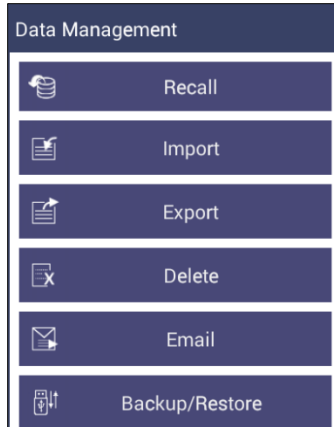 Data Management
Recall
Import
Export
Delete
Email
Backup/Restore